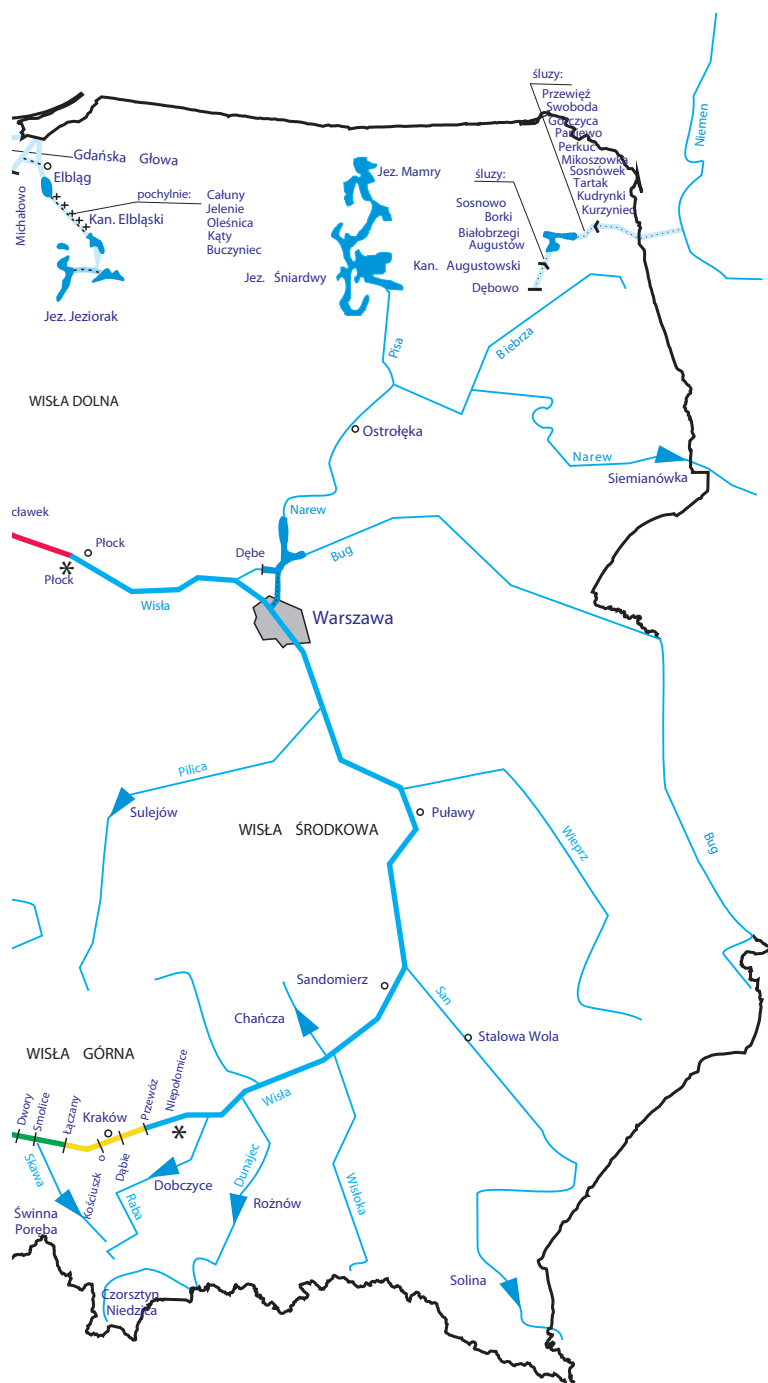 śluzy:
Przewięź
Swoboda
Gorczyca
Paniewo
Perkuc
Mikoszowka
Sosnówek
Tartak
Kudrynki
Kurzyniec
Niemen
Gdańska Głowa
Elbląg
Michałowo
pochylnie:
Całuny
Jelenie
Oleśnica
Kąty
Buczyniec
Kan. Elbląski
Jez. Jeziorak
Jez. Mamry
Jez. Śniardwy
śluzy:
Sosnowo
Borki
Białobrzegi
Augustów
Kan. Augustowski
Dębowo
Pisa
Biebrza
WISŁA DOLNA
Ostrołęka
Narew
Siemianówka
cławek
Płock
Płock
Narew
Dębe
Bug
Wisła
Warszawa
Pilica
Sulejów
WISŁA ŚRODKOWA
Puławy
Wieprz
Bug
Sandomierz
San
Chańcza
Stalowa Wola
WISŁA GÓRNA
Dwory
Smolice
Łączany
Kraków
Przewóz
NIepołomice
Wisła
Kościuszk
o
Dąbie
Skawa
Świnna
Poręba
Raba
Dobczyce
Dunajec
Rożnów
Wisłoka
Czorsztyn
Niedzica
Solina